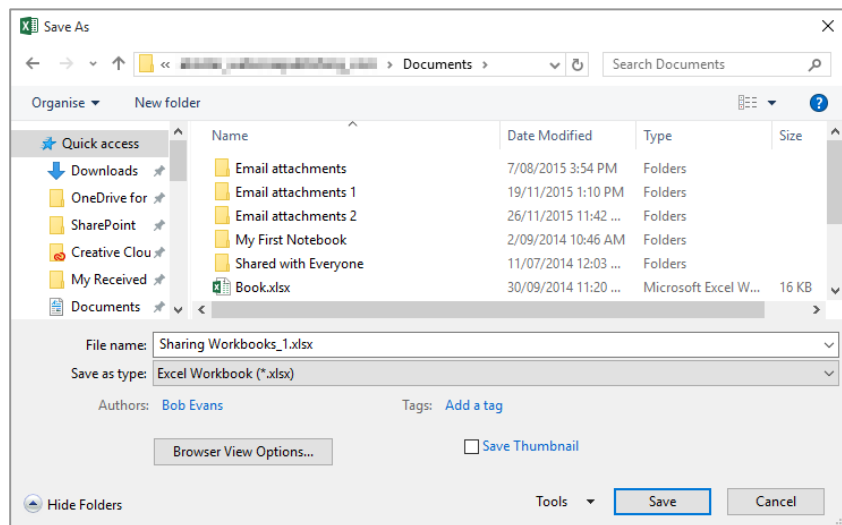 Save As
« › Documents ›
Search Documents
Organise
New folder
?
Quick access
Downloads
OneDrive for
SharePoint
Creative Clou
My Received
Documents
Name Date Modified Type Size
Email attachments 7/08/2015 3:54 PM Folders
Email attachments 1 19/11/2015 1:10 PM Folders
Email attachments 2 26/11/2015 11:42 ... Folders
My First Notebook 2/09/2014 10:46 AM Folders
Shared with Everyone 11/07/2014 12:03 ... Folders
Book.xlsx 30/09/2014 11:20 ... Microsoft Excel W... 16 KB
File name: Sharing Workbooks_1.xlsx
Save as type: Excel Workbook (*.xlsx)
Authors: Bob Evans Tags: Add a tag
Browser View Options... Save Thumbnail
Hide Folders Tools Save Cancel